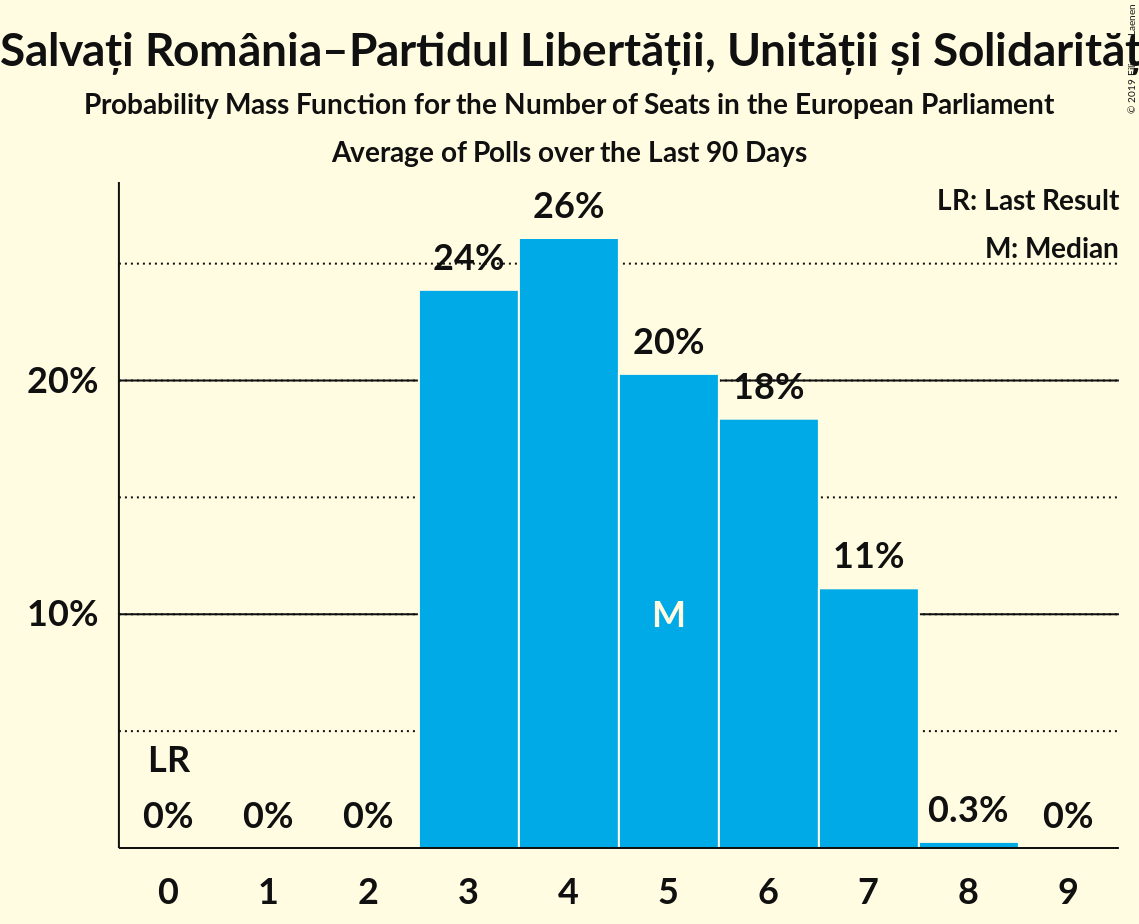 Salvați România–Partidul Libertății, Unității și Solidarităț
Probability Mass Function for the Number of Seats in the European Parliament
Average of Polls over the Last 90 Days
© 2019 Laenen
LR: Last Result
M: Median
26%
24%
20%
18%
11%
0.3%
20%
10%
M
LR
0% 0% 0% 0%
0 1 2 3 4 5 6 7 8 9